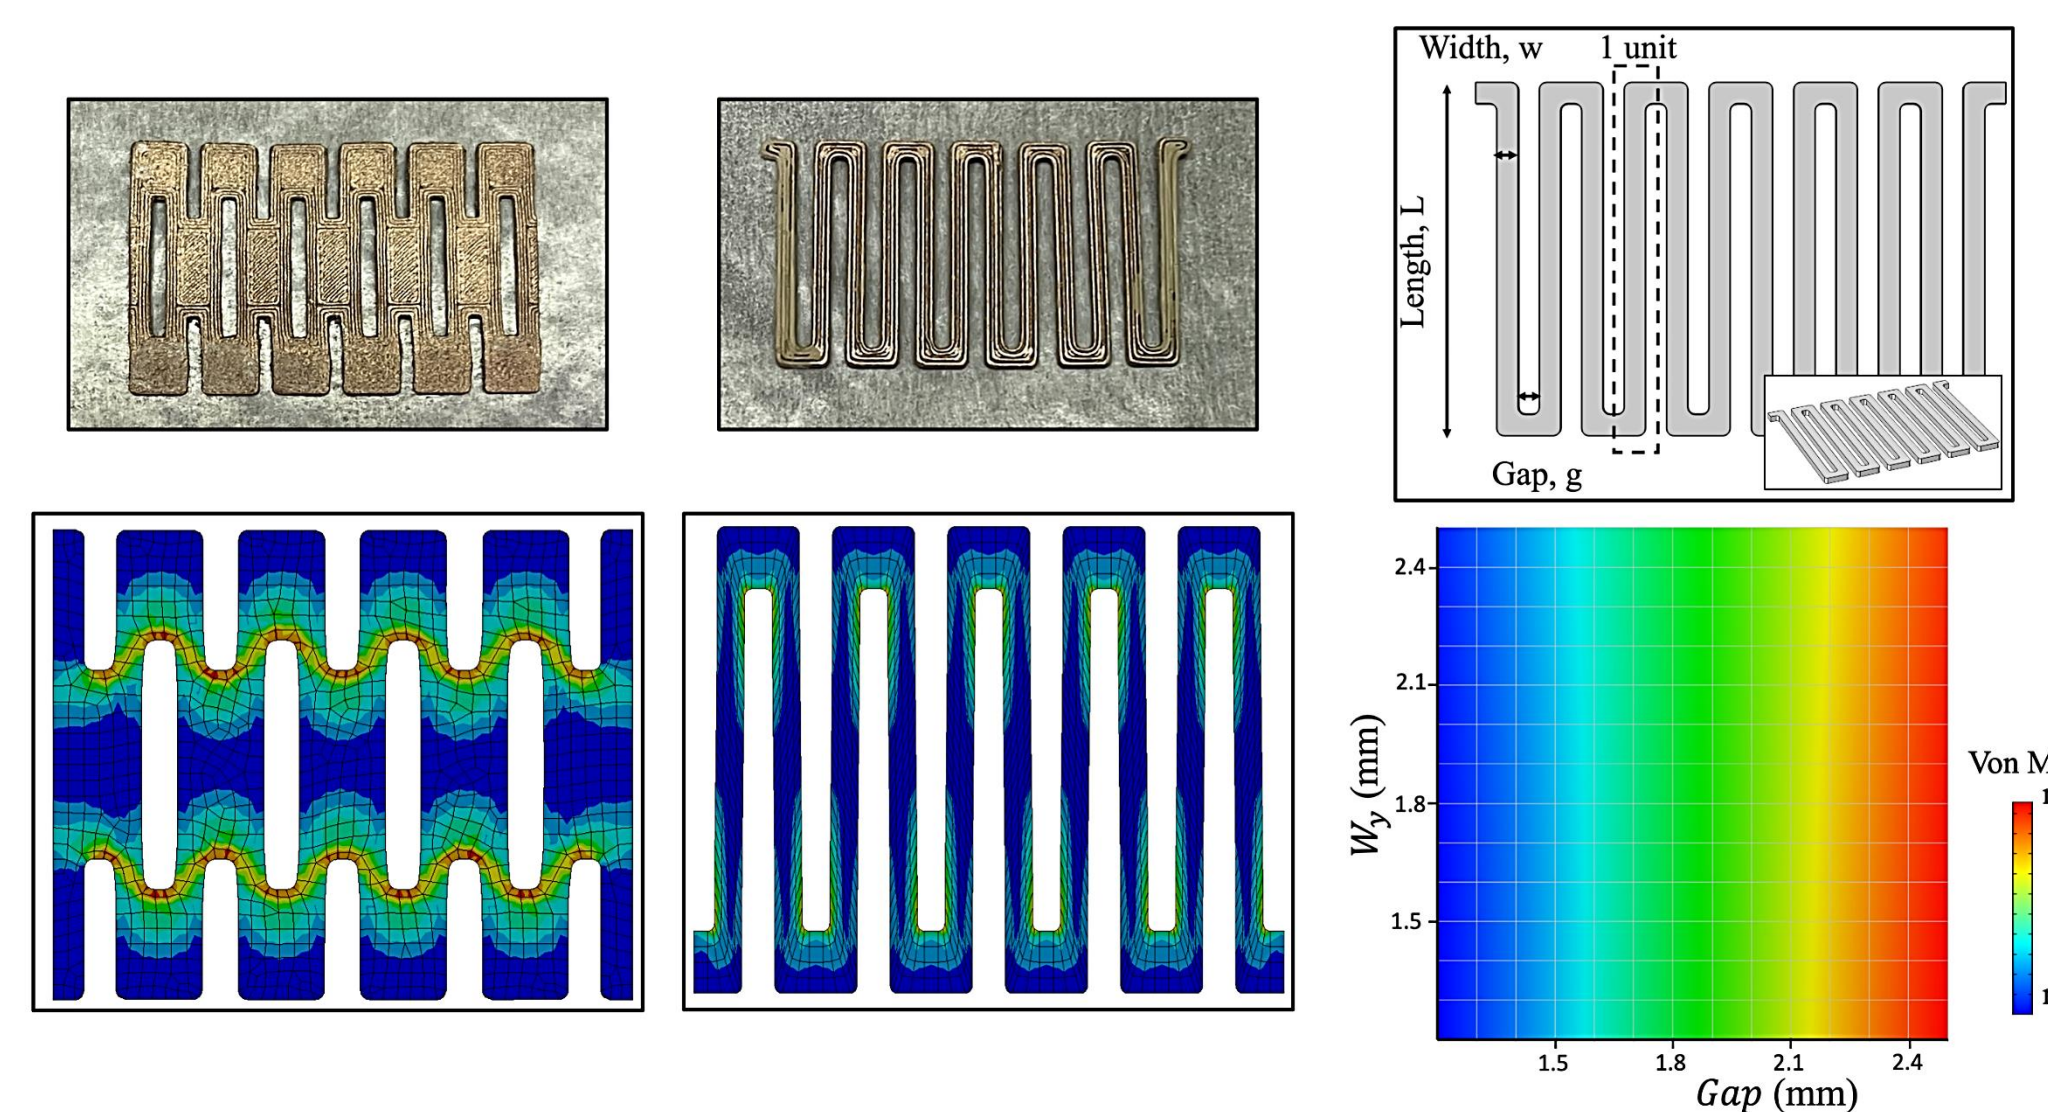 Width, w
1 unit
Length, L
Gap, g
2.4
2.1
1.8
1.5
W_y (mm)
1.5
1.8
2.1
2.4
Gap (mm)
Von M